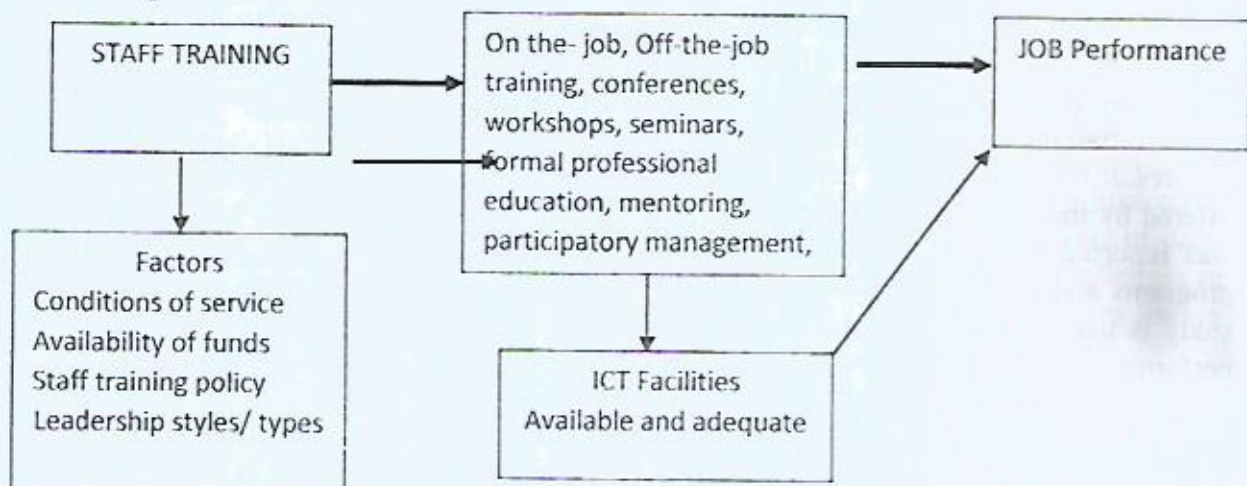 STAFF TRAINING
On the- job, Off-the-job
training, conferences,
workshops, seminars,
formal professional
education, mentoring,
participatory management,
JOB Performance
Factors
Conditions of service
Availability of funds
Staff training policy
Leadership styles/ types
ICT Facilities
Available and adequate